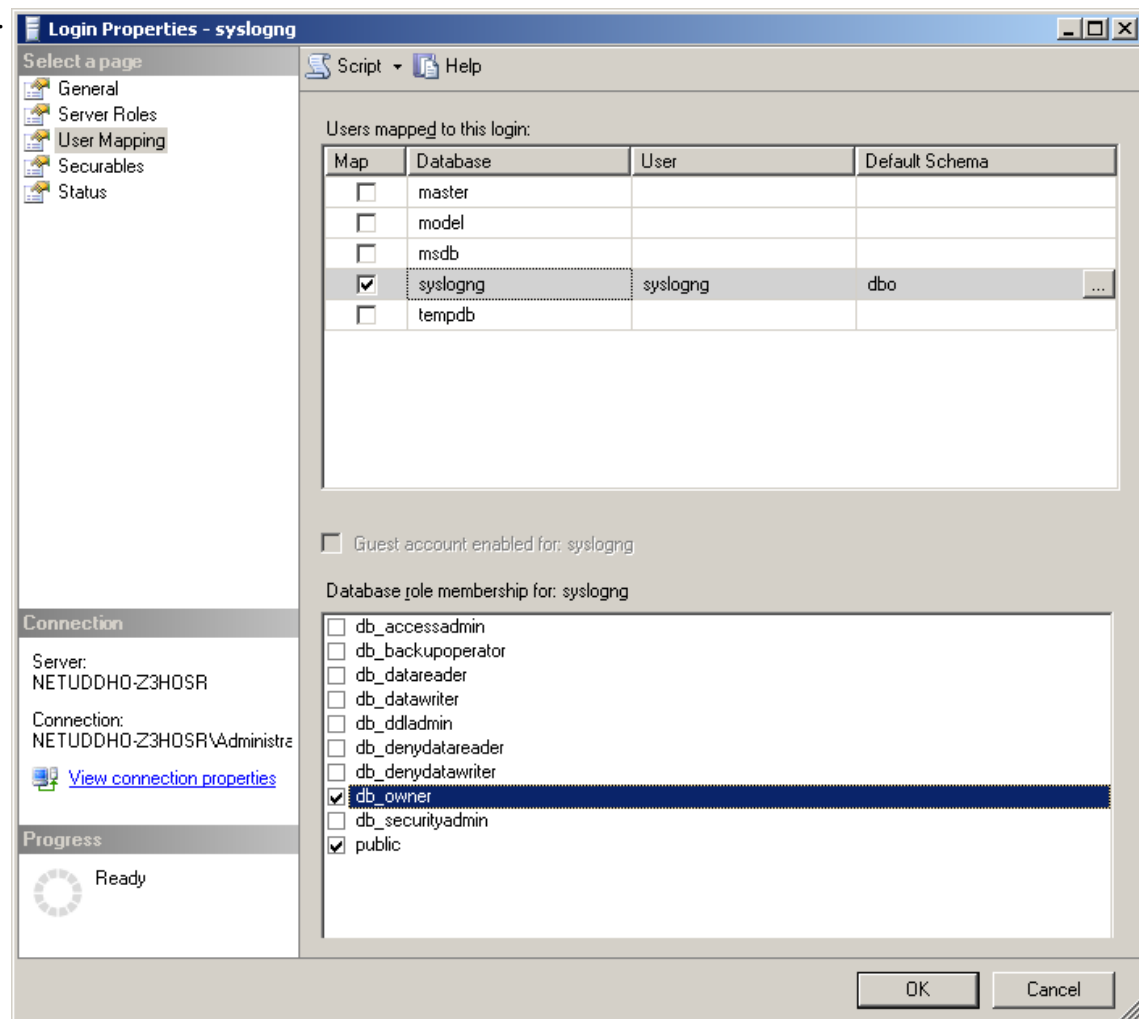 Login Properties - syslogng
Select a page
General
Server Roles
User Mapping
Securables
Status
Script Help
Users mapped to this login:
Map Database User Default Schema
master
model
msdb
syslogng syslogng dbo ...
tempdb
Guest account enabled for: syslogng
Database role membership for: syslogng
db_accessadmin
db_backupoperator
db_datareader
db_datawriter
db_ddladmin
db_denydatareader
db_denydatawriter
db_owner
db_securityadmin
public
Connection
Server:
NETUDDHO-Z3HOSR
Connection:
NETUDDHO-Z3HOSR\Administra
View connection properties
Progress
Ready
OK Cancel